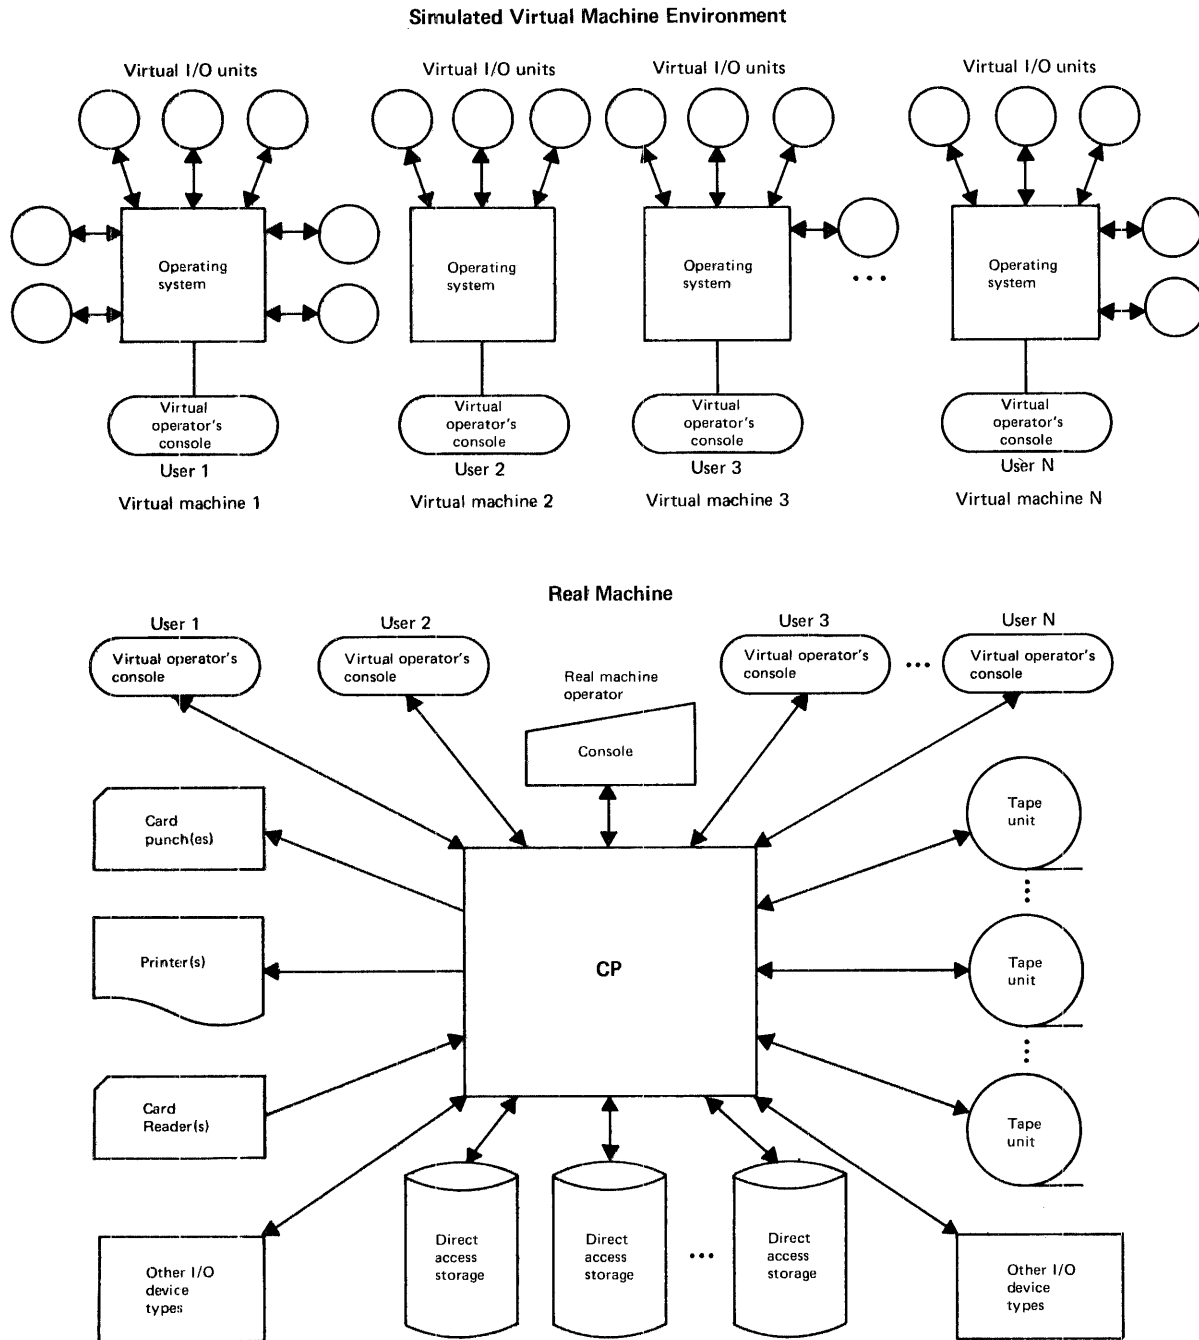 Simulated Virtual Machine Environment
Virtual I/O units
Virtual I/O units
Virtual I/O units
Virtual I/O units
Operating
system
Operating
system
Operating
system
Operating
system
Virtual
operator's
console
Virtual
operator's
console
Virtual
operator's
console
Virtual
operator's
console
User 1
User 2
User 3
User N
Virtual machine 1
Virtual machine 2
Virtual machine 3
Virtual machine N
Real Machine
User 1
User 2
User 3
User N
Virtual operator's
console
Virtual operator's
console
Real machine
operator
Console
Virtual operator's
console
Virtual operator's
console
Card
punch(es)
Tape
unit
Printer(s)
CP
Tape
unit
Card
Reader(s)
Tape
unit
Other I/O
device
types
Direct
access
storage
Direct
access
storage
Direct
access
storage
Other I/O
device
types